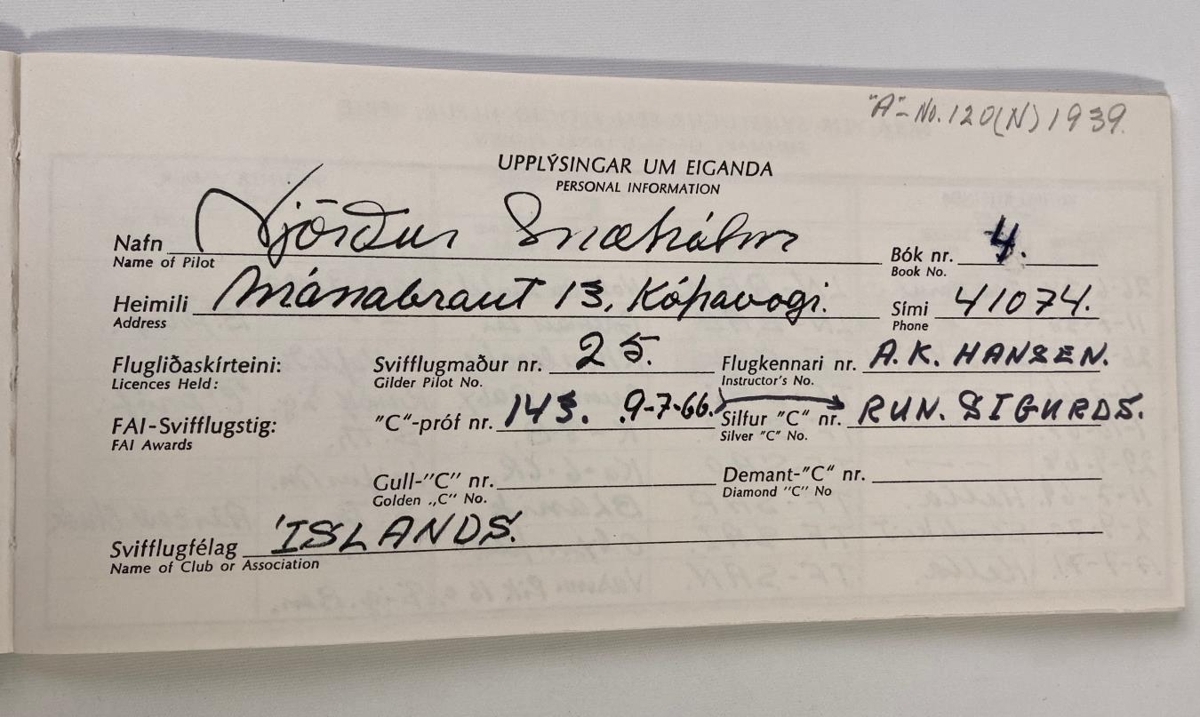 "A"-No. 120(N) 1939.
UPPLÝSINGAR UM EIGANDA
PERSONAL INFORMATION
Nafn Njörður Snæhólm Bók nr. 4.
Name of Pilot Book No.
Heimili Mánabraut 13, Kópavogi. Sími 41074.
Address Phone
Flugliðaskírteini: Svifflugmaður nr. 25. Flugkennari nr. A.K. HANSEN.
Licences Held: Gilder Pilot No. Instructor's No.
FAI-Svifflugstig: "C"-próf nr. 143. 9-7-66. Silfur "C" nr. RUN. SIGURDS.
FAI Awards Silver "C" No.
Gull-"C" nr. Demant-"C" nr.
Golden „C" No. Diamond "C" No
Svifflugfélag ÍSLANDS.
Name of Club or Association